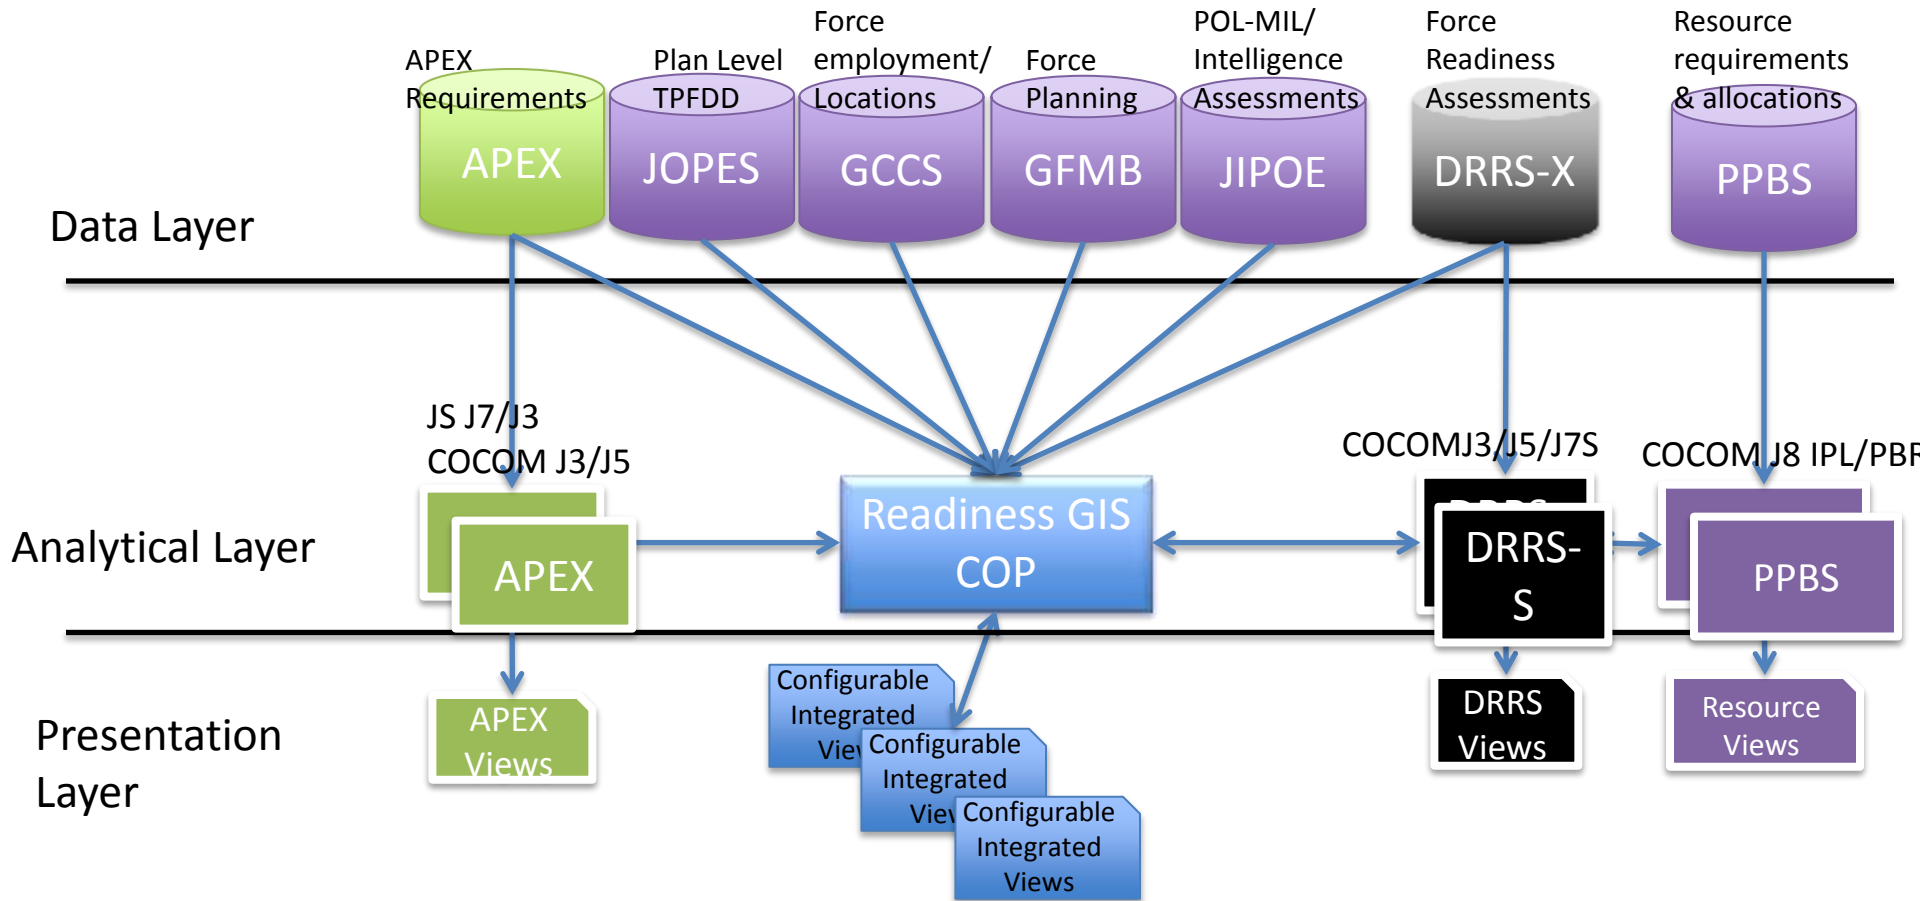 APEX
Requirements
Plan Level
TPFDD
Force
employment/
Locations
Force
Planning
POL-MIL/
Intelligence
Assessments
Force
Readiness
Assessments
Resource
requirements
& allocations
APEX
JOPES
GCCS
GFMB
JIPOE
DRRS-X
PPBS
Data Layer
JS J7/J3
COCOM J3/J5
COCOMJ3/J5/J7S
COCOM J8 IPL/PBR
Analytical Layer
APEX
Readiness GIS
COP
DRRS-
DRRS-
S
PPBS
Presentation
Layer
APEX
Views
Configurable
Integrated
Views
Configurable
Integrated
Views
Configurable
Integrated
Views
DRRS
Views
Resource
Views